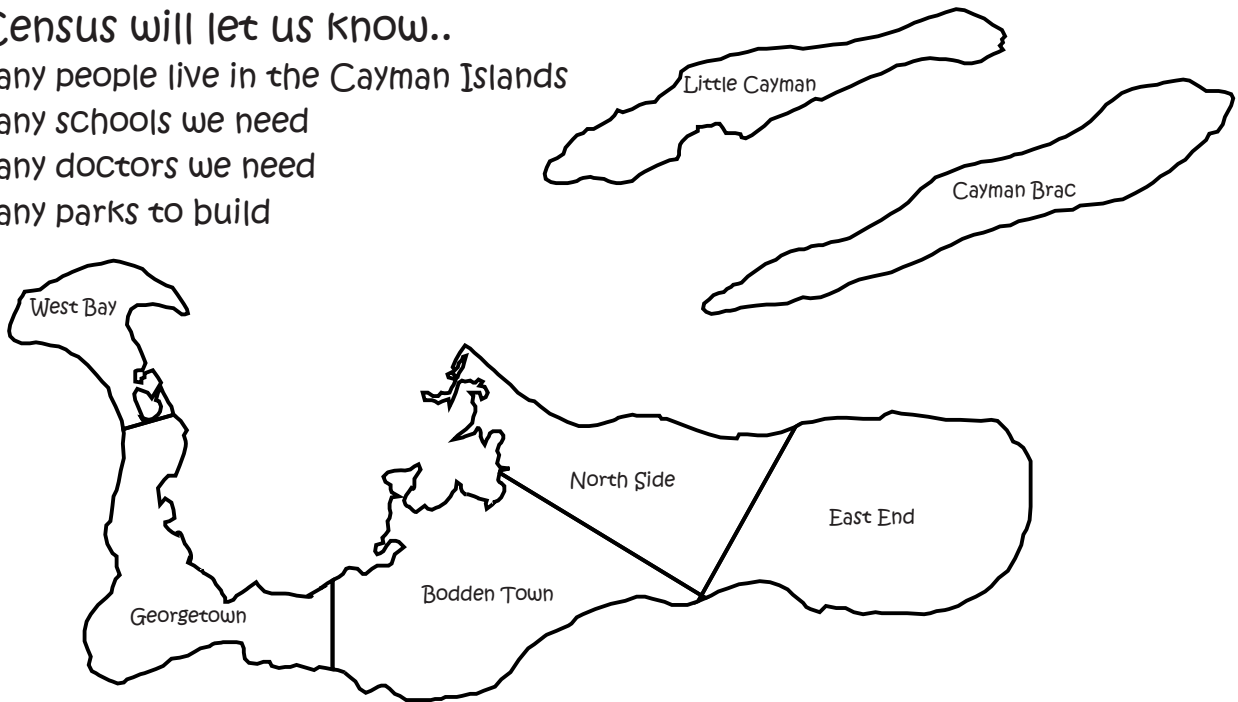 Census will let us know..
any people live in the Cayman Islands
any schools we need
any doctors we need
any parks to build
Little Cayman
Cayman Brac
West Bay
North Side
East End
Bodden Town
Georgetown